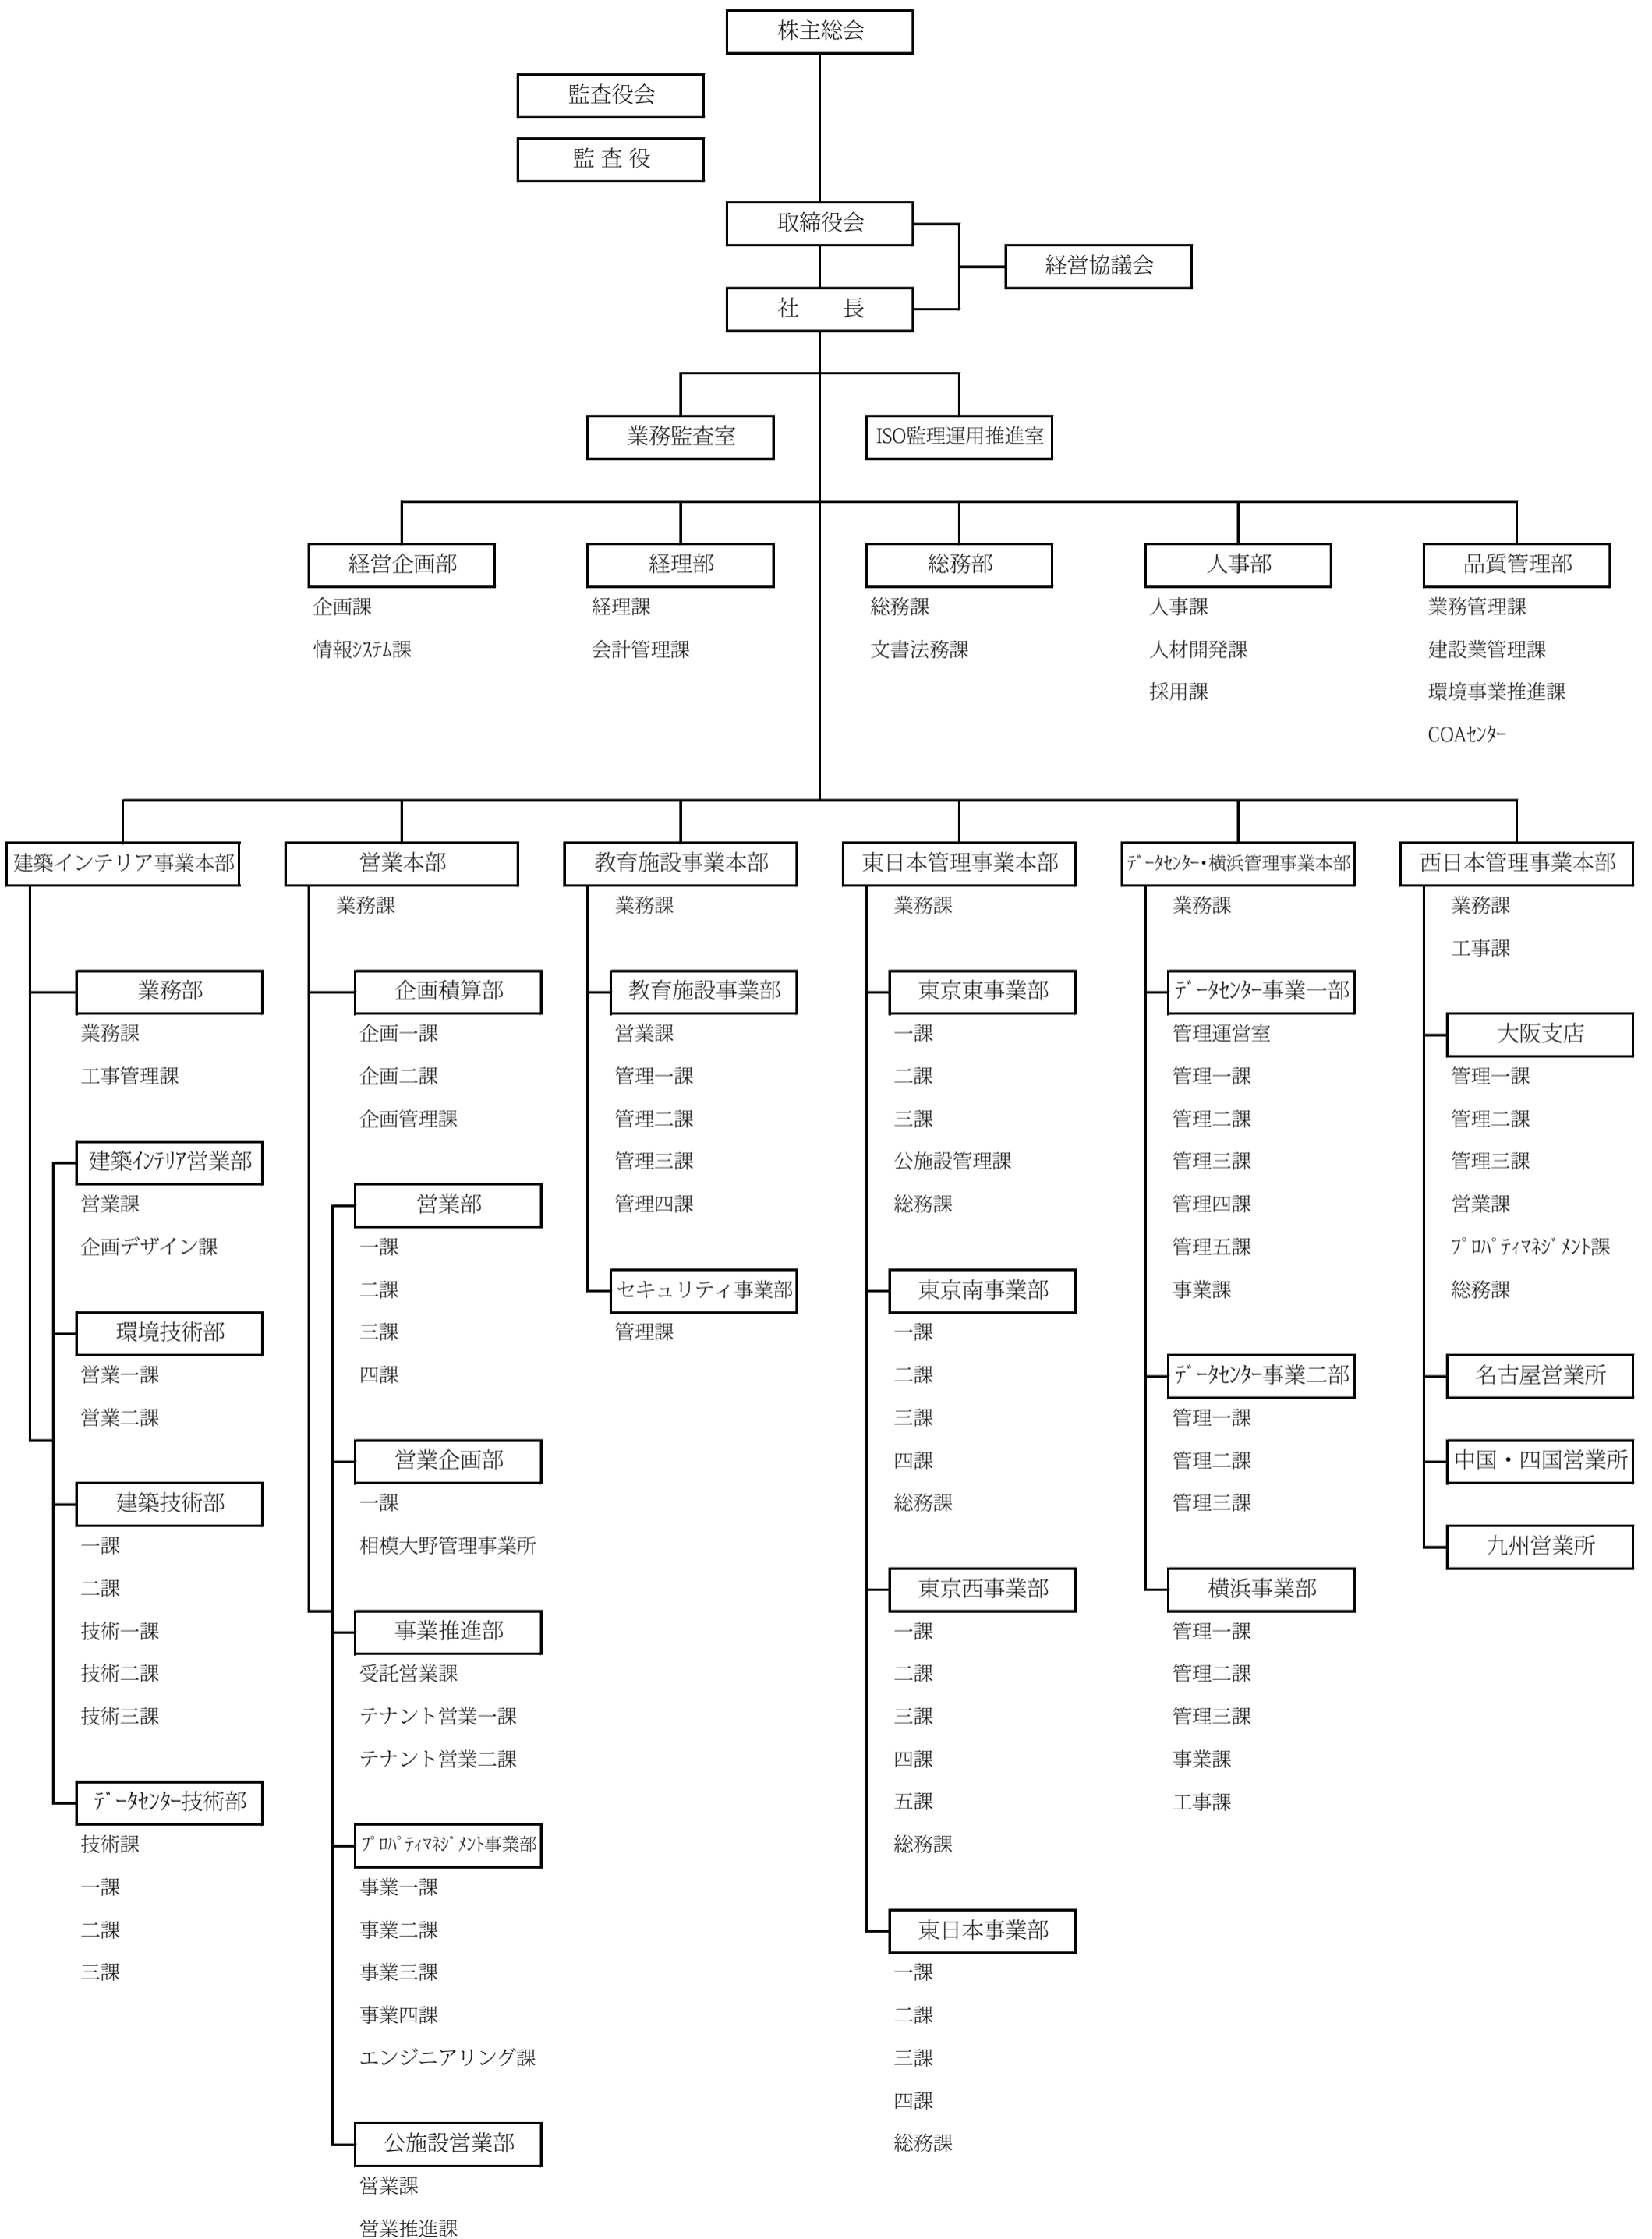 株主総会
監査役会
監 査 役
取締役会
経営協議会
社　　長
業務監査室
ISO監理運用推進室
経営企画部
企画課
情報ｼｽﾃﾑ課
経理部
経理課
会計管理課
総務部
総務課
文書法務課
人事部
人事課
人材開発課
採用課
品質管理部
業務管理課
建設業管理課
環境事業推進課
COAｾﾝﾀｰ
建築インテリア事業本部
業務部
業務課
工事管理課
建築ｲﾝﾃﾘｱ営業部
営業課
企画デザイン課
環境技術部
営業一課
営業二課
建築技術部
一課
二課
技術一課
技術二課
技術三課
ﾃﾞｰﾀｾﾝﾀｰ技術部
技術課
一課
二課
三課
営業本部
業務課
企画積算部
企画一課
企画二課
企画管理課
営業部
一課
二課
三課
四課
営業企画部
一課
相模大野管理事業所
事業推進部
受託営業課
テナント営業一課
テナント営業二課
ﾌﾟﾛﾊﾟﾃｨﾏﾈｼﾞﾒﾝﾄ事業部
事業一課
事業二課
事業三課
事業四課
エンジニアリング課
公施設営業部
営業課
営業推進課
教育施設事業本部
業務課
教育施設事業部
営業課
管理一課
管理二課
管理三課
管理四課
セキュリティ事業部
管理課
東日本管理事業本部
業務課
東京東事業部
一課
二課
三課
公施設管理課
総務課
東京南事業部
一課
二課
三課
四課
総務課
東京西事業部
一課
二課
三課
四課
五課
総務課
東日本事業部
一課
二課
三課
四課
総務課
ﾃﾞｰﾀｾﾝﾀｰ・横浜管理事業本部
業務課
ﾃﾞｰﾀｾﾝﾀｰ事業一部
管理運営室
管理一課
管理二課
管理三課
管理四課
管理五課
事業課
ﾃﾞｰﾀｾﾝﾀｰ事業二部
管理一課
管理二課
管理三課
横浜事業部
管理一課
管理二課
管理三課
事業課
工事課
西日本管理事業本部
業務課
工事課
大阪支店
管理一課
管理二課
管理三課
営業課
ﾌﾟﾛﾊﾟﾃｨﾏﾈｼﾞﾒﾝﾄ課
総務課
名古屋営業所
中国・四国営業所
九州営業所